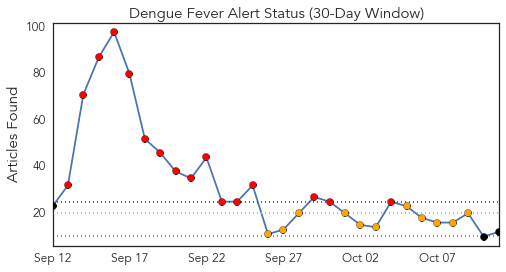 Dengue Fever Alert Status (30-Day Window)
Articles Found
100
80
60
40
20
Sep 12 Sep 17 Sep 22 Sep 27 Oct 02 Oct 07